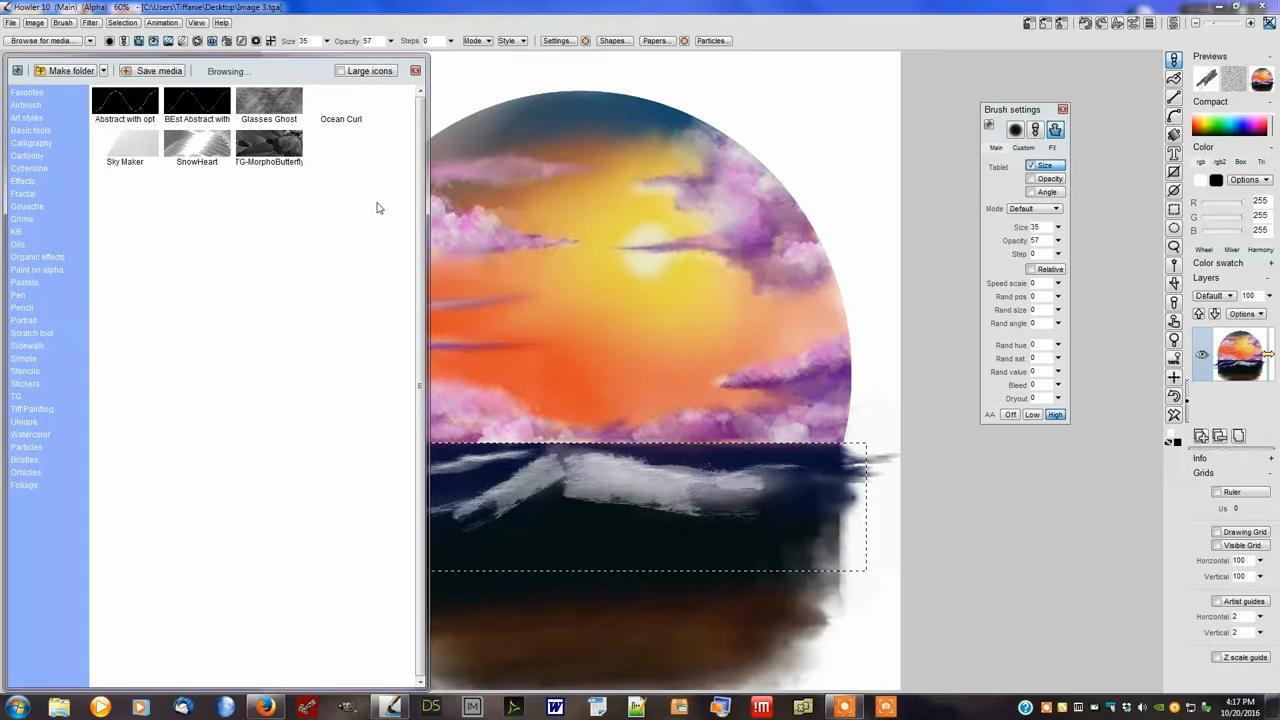 Howler 10 (Main) (Alpha) 60% - [C:\Users\Tiffanie\Desktop\Image 3.tga]
File Image Brush Filter Selection Animation View Help
Browse for media... Size 35 Opacity 57 Steps 0 Mode Style Settings... Shapes... Papers... Particles...
Make folder Save media Browsing... Large icons
Favorites
Airbrush
Art styles
Basic tools
Calligraphy
Cartoony
Cybersine
Effects
Fractal
Gouache
Grime
KB
Oils
Organic effects
Paint on alpha
Pastels
Pen
Pencil
Portrait
Scratch tool
Sidewalk
Simple
Stencils
Stickers
TG
Tiff.Painting
Unique
Watercolor
Particles
Bristles
Orbicles
Foliage
Abstract with opt BEst Abstract with Glasses Ghost Ocean Curl
Sky Maker SnowHeart TG-MorphoButterfly
Brush settings
Main Custom FX
Tablet Size
Opacity
Angle
Mode Default
Size 35
Opacity 57
Step 0
Relative
Speed scale 0
Rand pos 0
Rand size 0
Rand angle 0
Rand hue 0
Rand sat. 0
Rand value 0
Bleed 0
Dryout 0
AA Off Low High
Previews
Compact
Color
rgb rgb2 Box Tri
Options
R 255
G 255
B 255
Wheel Mixer Harmony
Color swatch +
Layers
Default 100
Options
Info +
Grids
Ruler
Us 0
Drawing Grid
Visible Grid
Horizontal 100
Vertical 100
Artist guides
Horizontal 2
Vertical 2
Z scale guide
DS IM W !m
4:17 PM
10/20/2016